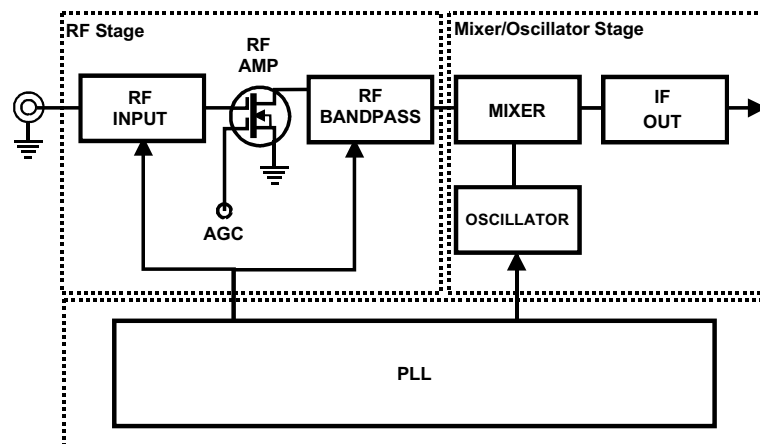 RF Stage
Mixer/Oscillator Stage
RF
AMP
RF
INPUT
RF
BANDPASS
MIXER
IF
OUT
AGC
OSCILLATOR
PLL